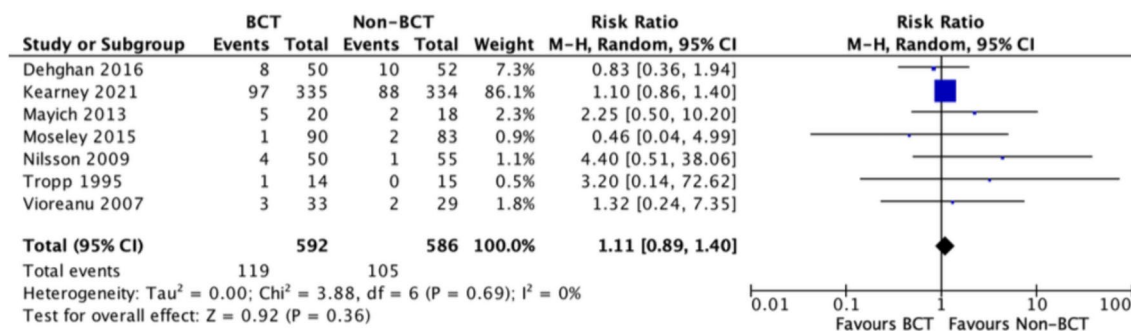 BCT Non-BCT Risk Ratio Risk Ratio
Study or Subgroup Events Total Events Total Weight M-H, Random, 95% CI M-H, Random, 95% CI
Dehghan 2016 8 50 10 52 7.3% 0.83 [0.36, 1.94]
Kearney 2021 97 335 88 334 86.1% 1.10 [0.86, 1.40]
Mayich 2013 5 20 2 18 2.3% 2.25 [0.50, 10.20]
Moseley 2015 1 90 2 83 0.9% 0.46 [0.04, 4.99]
Nilsson 2009 4 50 1 55 1.1% 4.40 [0.51, 38.06]
Tropp 1995 1 14 0 15 0.5% 3.20 [0.14, 72.62]
Vioreanu 2007 3 33 2 29 1.8% 1.32 [0.24, 7.35]
Total (95% CI) 592 586 100.0% 1.11 [0.89, 1.40]
Total events 119 105
Heterogeneity: Tau² = 0.00; Chi² = 3.88, df = 6 (P = 0.69); I² = 0%
Test for overall effect: Z = 0.92 (P = 0.36)
0.01 0.1 1 10 100
Favours BCT Favours Non-BCT